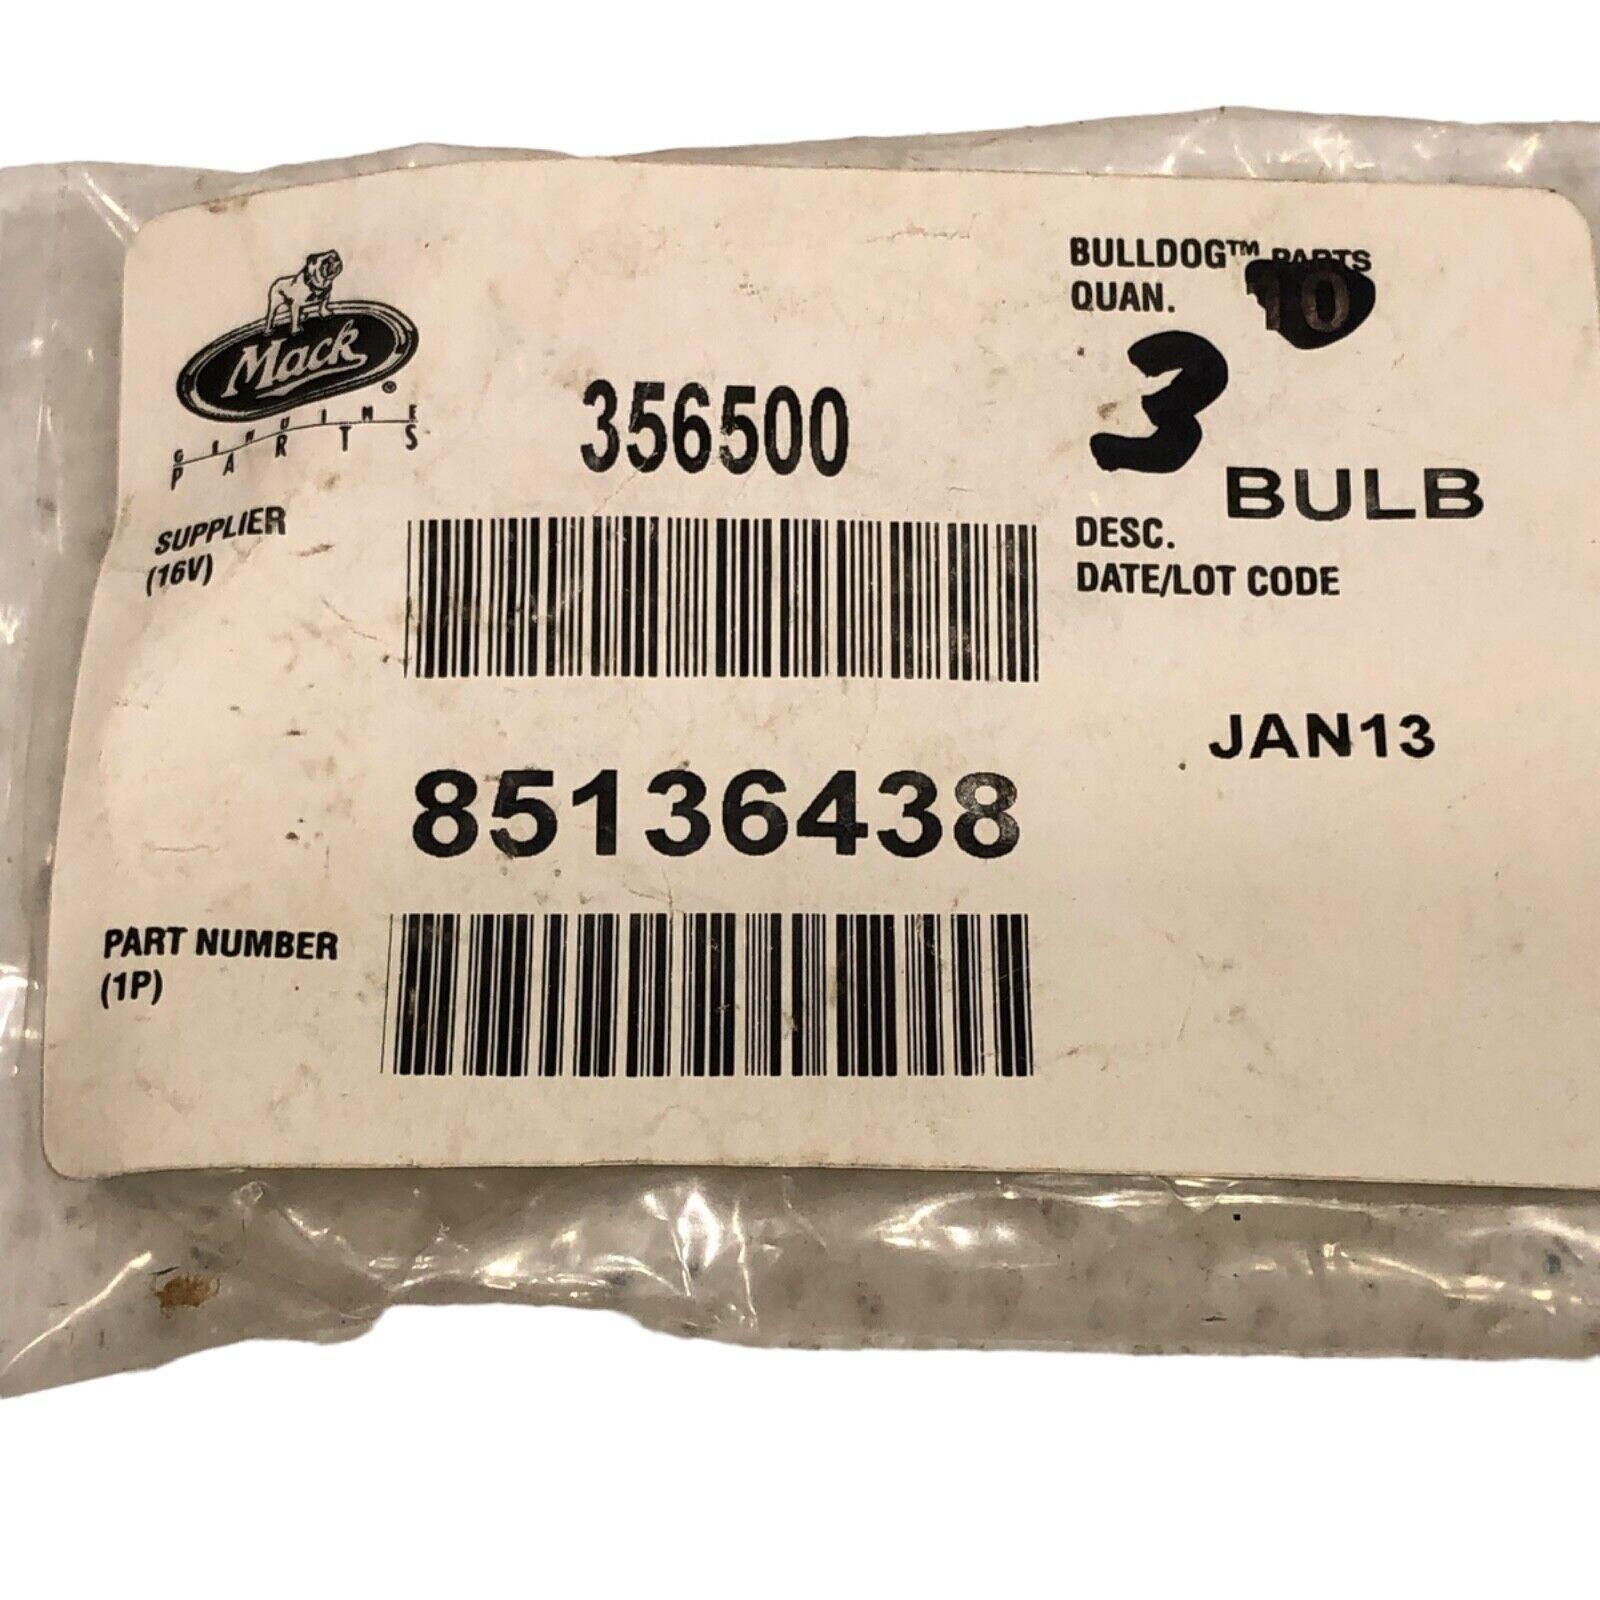 Mack ®
GENUINE
PARTS
SUPPLIER
(16V)
356500
85136438
PART NUMBER
(1P)
BULLDOG™ PARTS
QUAN. 10
3
BULB
DESC.
DATE/LOT CODE
JAN13